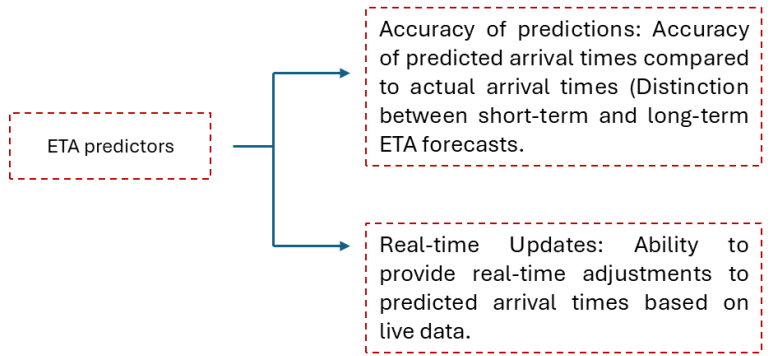 ETA predictors
Accuracy of predictions: Accuracy
of predicted arrival times compared
to actual arrival times (Distinction
between short-term and long-term
ETA forecasts.
Real-time Updates: Ability to
provide real-time adjustments to
predicted arrival times based on
live data.